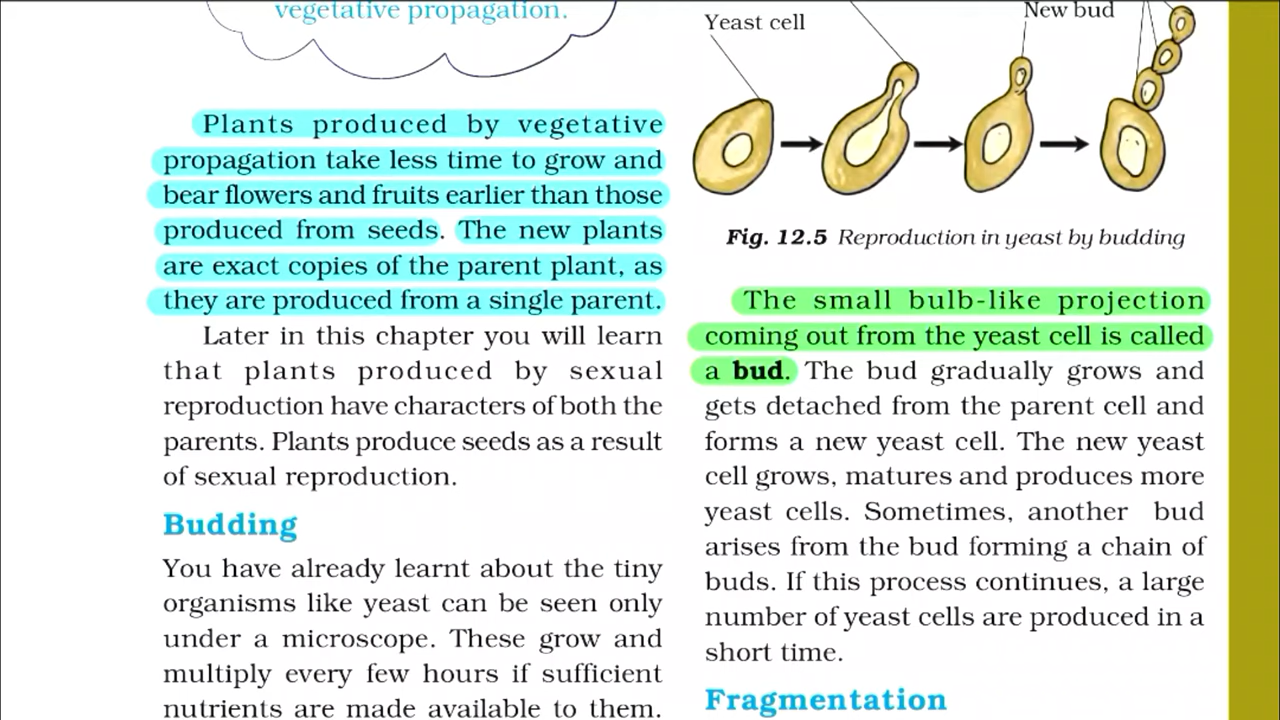 vegetative propagation.
Plants produced by vegetative
propagation take less time to grow and
bear flowers and fruits earlier than those
produced from seeds. The new plants
are exact copies of the parent plant, as
they are produced from a single parent.
Later in this chapter you will learn
that plants produced by sexual
reproduction have characters of both the
parents. Plants produce seeds as a result
of sexual reproduction.
Budding
You have already learnt about the tiny
organisms like yeast can be seen only
under a microscope. These grow and
multiply every few hours if sufficient
nutrients are made available to them.
Yeast cell
New bud
Fig. 12.5 Reproduction in yeast by budding
The small bulb-like projection
coming out from the yeast cell is called
a bud. The bud gradually grows and
gets detached from the parent cell and
forms a new yeast cell. The new yeast
cell grows, matures and produces more
yeast cells. Sometimes, another bud
arises from the bud forming a chain of
buds. If this process continues, a large
number of yeast cells are produced in a
short time.
Fragmentation